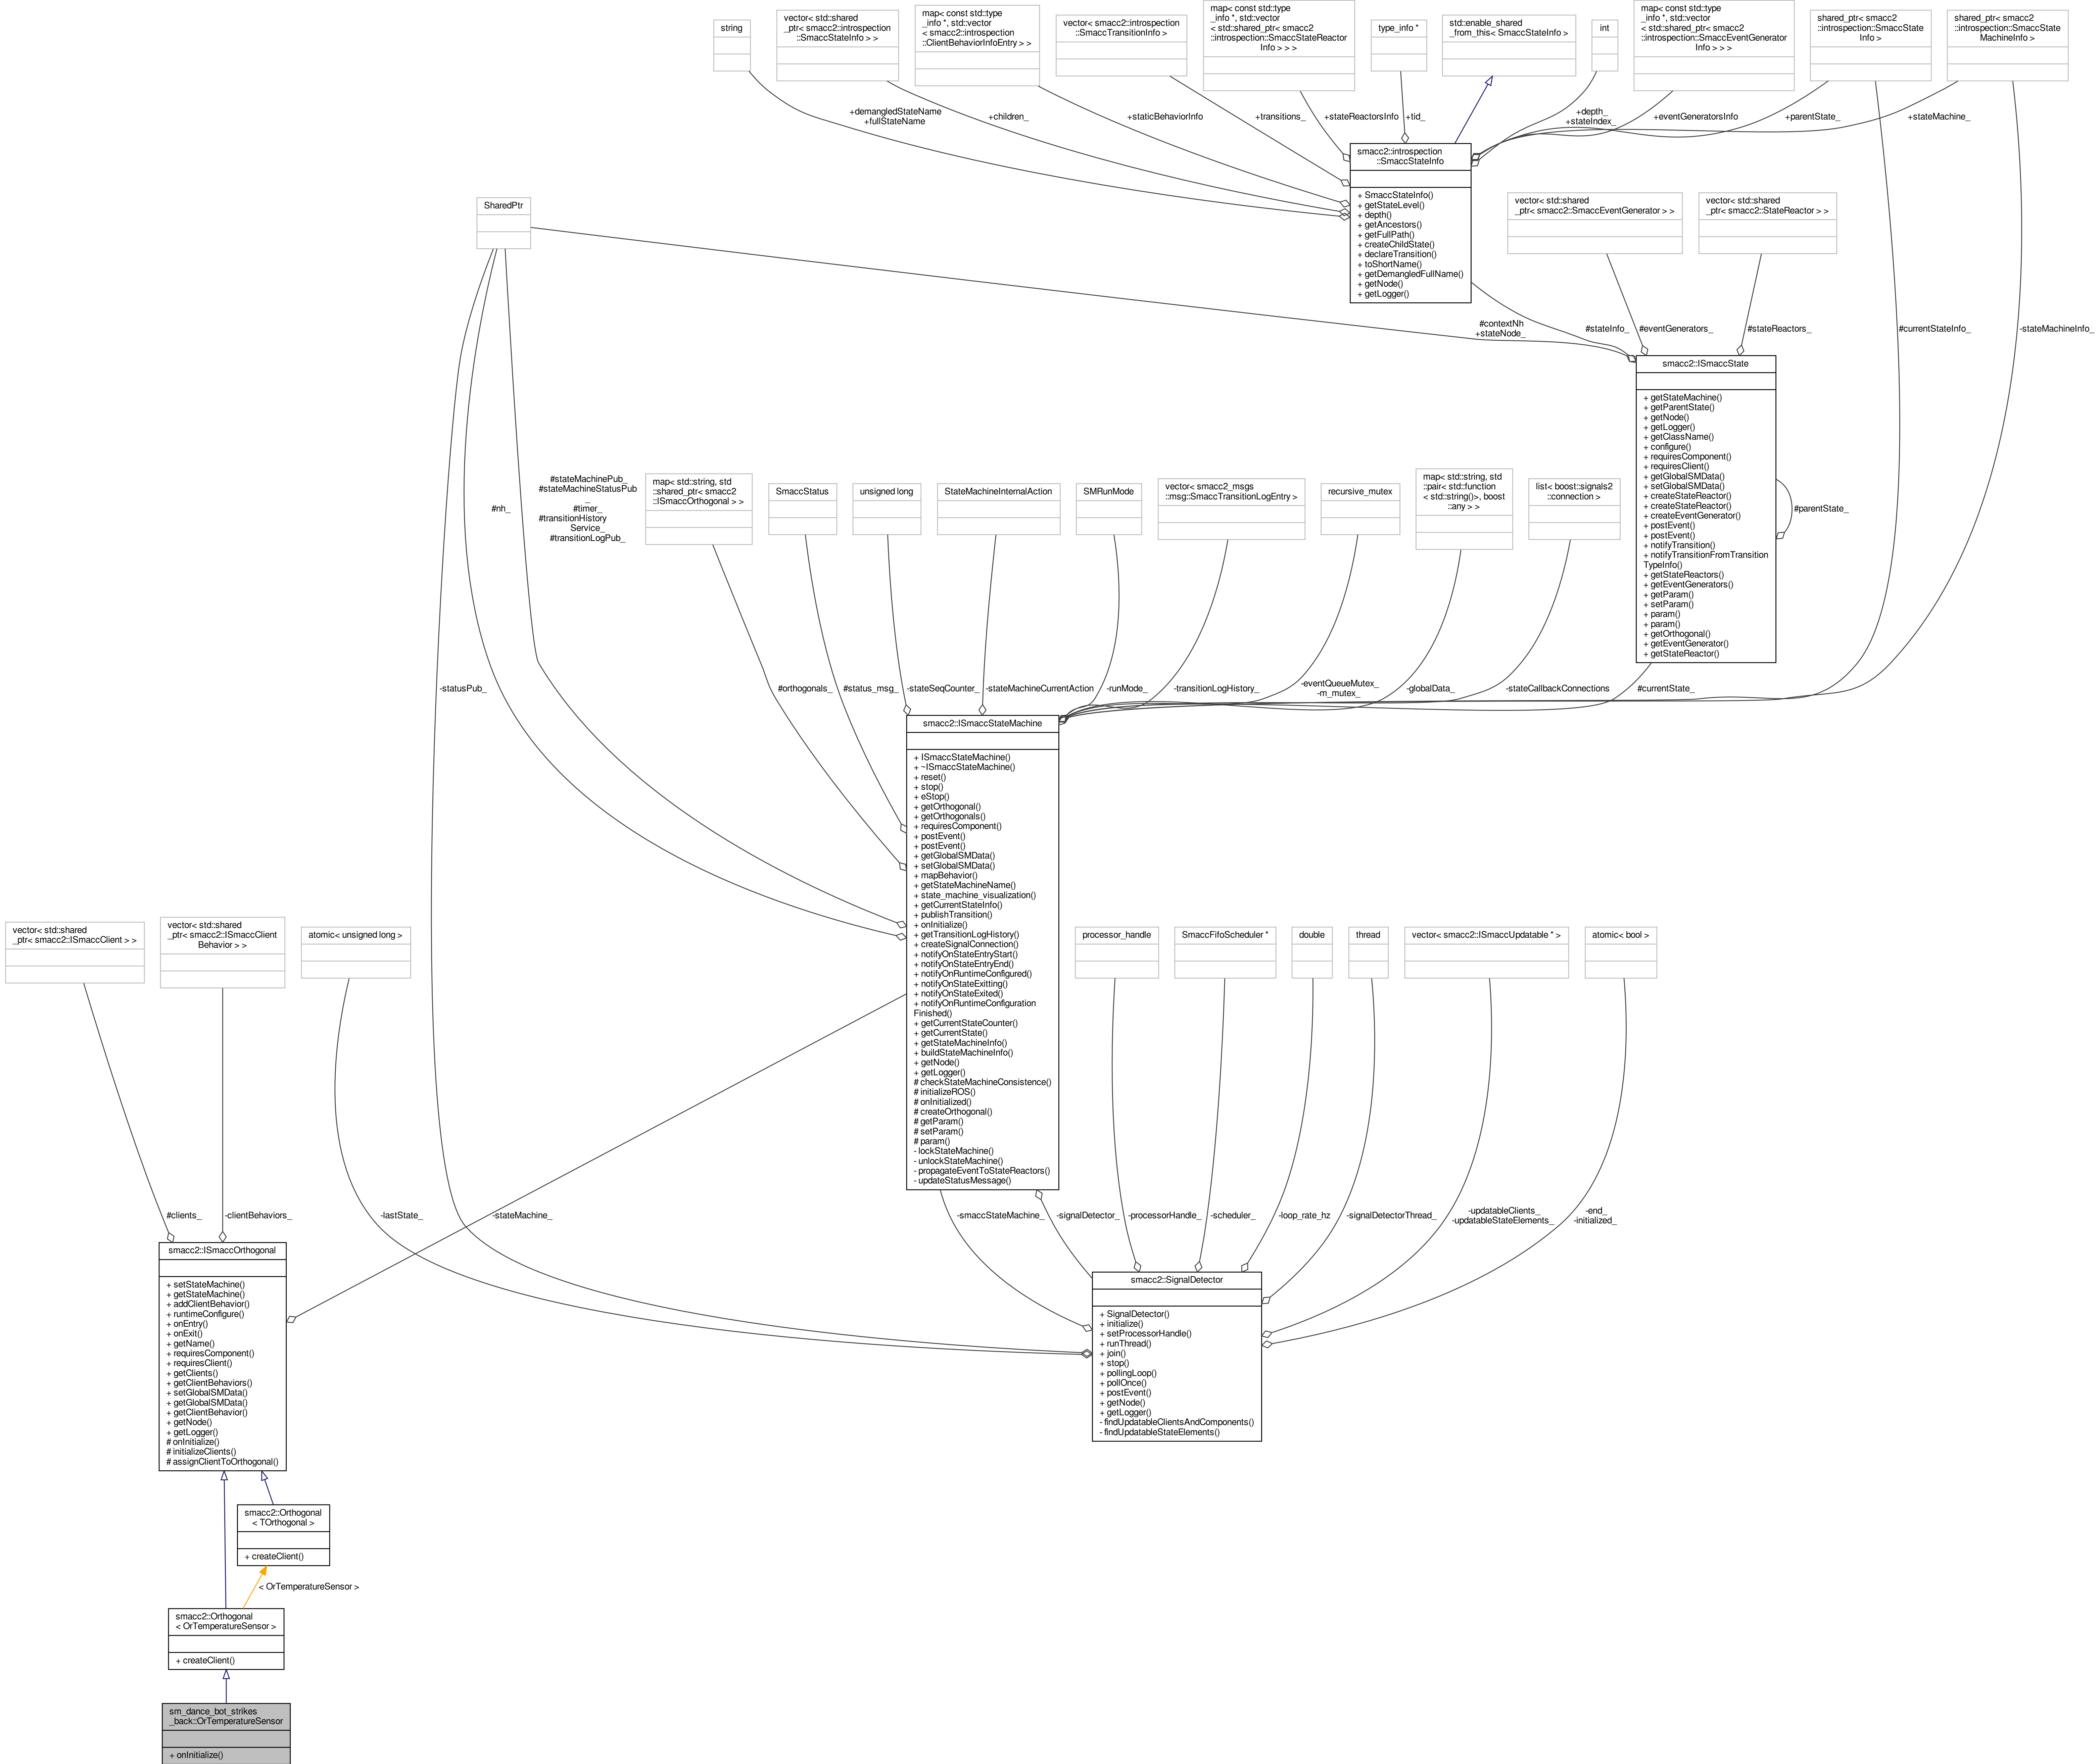 string
vector< std::shared
_ptr< smacc2::introspection
::SmaccStateInfo > >
map< const std::type
_info *, std::vector
< smacc2::introspection
::ClientBehaviorInfoEntry > >
vector< smacc2::introspection
::SmaccTransitionInfo >
map< const std::type
_info *, std::vector
< std::shared_ptr< smacc2
::introspection::SmaccStateReactor
Info > > >
type_info *
std::enable_shared
_from_this< SmaccStateInfo >
int
map< const std::type
_info *, std::vector
< std::shared_ptr< smacc2
::introspection::SmaccEventGenerator
Info > > >
shared_ptr< smacc2
::introspection::SmaccState
Info >
shared_ptr< smacc2
::introspection::SmaccState
MachineInfo >
+demangledStateName
+fullStateName
+children_
+staticBehaviorInfo
+transitions_
+stateReactorsInfo
+tid_
+depth_
+stateIndex_
+eventGeneratorsInfo
+parentState_
+stateMachine_
smacc2::introspection
::SmaccStateInfo
+ SmaccStateInfo()
+ getStateLevel()
+ depth()
+ getAncestors()
+ getFullPath()
+ createChildState()
+ declareTransition()
+ toShortName()
+ getDemangledFullName()
+ getNode()
+ getLogger()
SharedPtr
vector< std::shared
_ptr< smacc2::SmaccEventGenerator > >
vector< std::shared
_ptr< smacc2::StateReactor > >
#contextNh
+stateNode_
#stateInfo_
#eventGenerators_
#stateReactors_
#currentStateInfo_
-stateMachineInfo_
smacc2::ISmaccState
+ getStateMachine()
+ getParentState()
+ getNode()
+ getLogger()
+ getClassName()
+ configure()
+ requiresComponent()
+ requiresClient()
+ getGlobalSMData()
+ setGlobalSMData()
+ createStateReactor()
+ createStateReactor()
+ createEventGenerator()
+ postEvent()
+ postEvent()
+ notifyTransition()
+ notifyTransitionFromTransition
TypeInfo()
+ getStateReactors()
+ getEventGenerators()
+ getParam()
+ setParam()
+ param()
+ param()
+ getOrthogonal()
+ getEventGenerator()
+ getStateReactor()
#parentState_
#nh_
#stateMachinePub_
#stateMachineStatusPub
_
#timer_
#transitionHistory
Service_
#transitionLogPub_
map< std::string, std
::shared_ptr< smacc2
::ISmaccOrthogonal > >
SmaccStatus
unsigned long
StateMachineInternalAction
SMRunMode
vector< smacc2_msgs
::msg::SmaccTransitionLogEntry >
recursive_mutex
map< std::string, std
::pair< std::function
< std::string()>, boost
::any > >
list< boost::signals2
::connection >
-statusPub_
#orthogonals_
#status_msg_
-stateSeqCounter_
-stateMachineCurrentAction
-runMode_
-transitionLogHistory_
-eventQueueMutex_
-m_mutex_
-globalData_
-stateCallbackConnections
#currentState_
smacc2::ISmaccStateMachine
+ ISmaccStateMachine()
+ ~ISmaccStateMachine()
+ reset()
+ stop()
+ eStop()
+ getOrthogonal()
+ getOrthogonals()
+ requiresComponent()
+ postEvent()
+ postEvent()
+ getGlobalSMData()
+ setGlobalSMData()
+ mapBehavior()
+ getStateMachineName()
+ state_machine_visualization()
+ getCurrentStateInfo()
+ publishTransition()
+ onInitialize()
+ getTransitionLogHistory()
+ createSignalConnection()
+ notifyOnStateEntryStart()
+ notifyOnStateEntryEnd()
+ notifyOnRuntimeConfigured()
+ notifyOnStateExitting()
+ notifyOnStateExited()
+ notifyOnRuntimeConfiguration
Finished()
+ getCurrentStateCounter()
+ getCurrentState()
+ getStateMachineInfo()
+ buildStateMachineInfo()
+ getNode()
+ getLogger()
# checkStateMachineConsistence()
# initializeROS()
# onInitialized()
# createOrthogonal()
# getParam()
# setParam()
# param()
- lockStateMachine()
- unlockStateMachine()
- propagateEventToStateReactors()
- updateStatusMessage()
vector< std::shared
_ptr< smacc2::ISmaccClient > >
vector< std::shared
_ptr< smacc2::ISmaccClient
Behavior > >
atomic< unsigned long >
processor_handle
SmaccFifoScheduler *
double
thread
vector< smacc2::ISmaccUpdatable * >
atomic< bool >
#clients_
-clientBehaviors_
-lastState_
-stateMachine_
-smaccStateMachine_
-signalDetector_
-processorHandle_
-scheduler_
-loop_rate_hz
-signalDetectorThread_
-updatableClients_
-updatableStateElements_
-end_
-initialized_
smacc2::ISmaccOrthogonal
+ setStateMachine()
+ getStateMachine()
+ addClientBehavior()
+ runtimeConfigure()
+ onEntry()
+ onExit()
+ getName()
+ requiresComponent()
+ requiresClient()
+ getClients()
+ getClientBehaviors()
+ setGlobalSMData()
+ getGlobalSMData()
+ getClientBehavior()
+ getNode()
+ getLogger()
# onInitialize()
# initializeClients()
# assignClientToOrthogonal()
smacc2::SignalDetector
+ SignalDetector()
+ initialize()
+ setProcessorHandle()
+ runThread()
+ join()
+ stop()
+ pollingLoop()
+ pollOnce()
+ postEvent()
+ getNode()
+ getLogger()
- findUpdatableClientsAndComponents()
- findUpdatableStateElements()
smacc2::Orthogonal
< TOrthogonal >
+ createClient()
< OrTemperatureSensor >
smacc2::Orthogonal
< OrTemperatureSensor >
+ createClient()
sm_dance_bot_strikes
_back::OrTemperatureSensor
+ onInitialize()